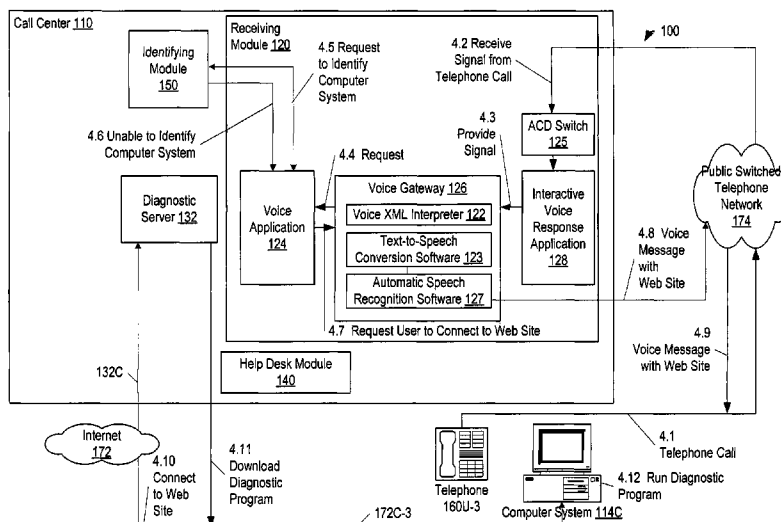 Call Center 110
Receiving
Module 120
Identifying
Module
150
4.5 Request
to Identify
Computer
System
4.2 Receive
Signal from
Telephone Call
100
4.6 Unable to Identify
Computer System
4.4 Request
4.3
Provide
Signal
ACD Switch
125
Public Switched
Telephone
Network
174
Diagnostic
Server 132
Voice
Application
124
Voice Gateway 126
Voice XML Interpreter 122
Text-to-Speech
Conversion Software 123
Automatic Speech
Recognition Software 127
Interactive
Voice
Response
Application
128
4.8 Voice
Message
with
Web Site
4.7 Request User to Connect to Web Site
4.9
Voice Message
with Web Site
132C
Help Desk Module
140
Internet
172
4.10
Connect
to Web
Site
4.11
Download
Diagnostic
Program
Telephone
160U-3
4.1
Telephone Call
4.12 Run Diagnostic
Program
172C-3
Computer System 114C